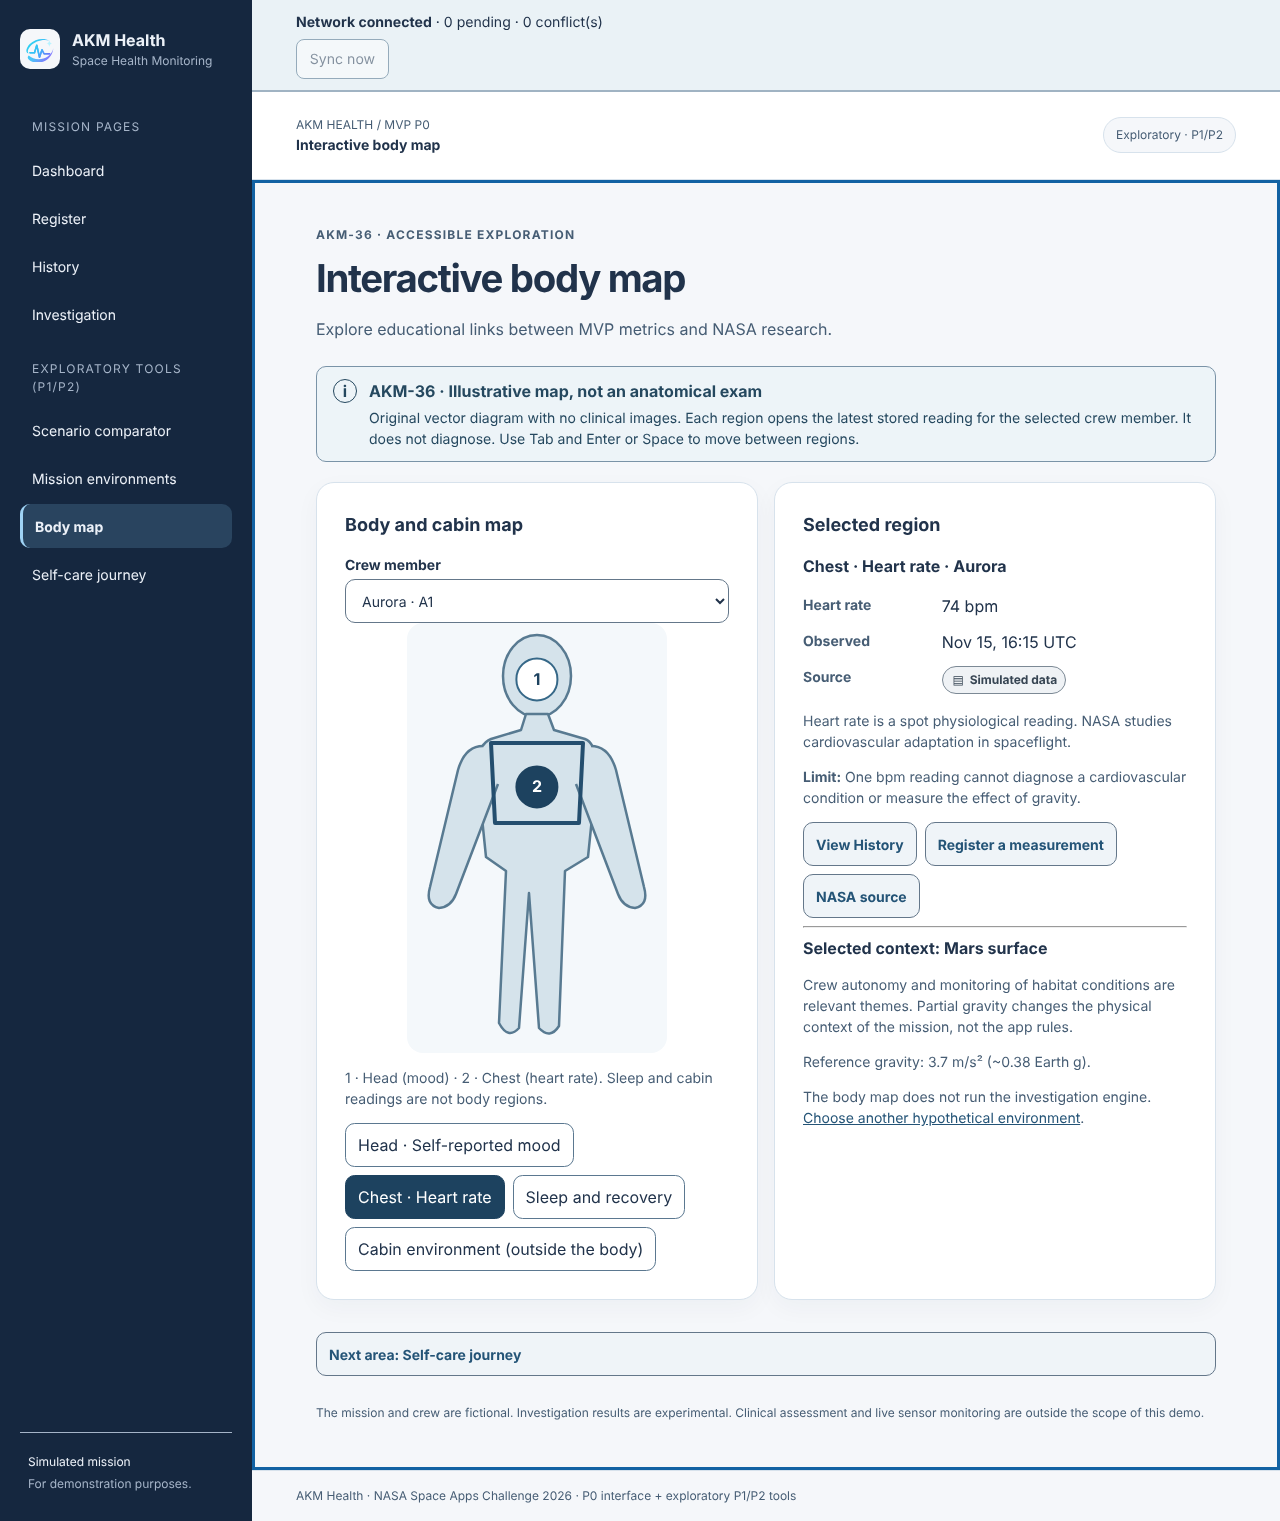 AKM Health
Space Health Monitoring
MISSION PAGES
Dashboard
Register
History
Investigation
EXPLORATORY TOOLS
(P1/P2)
Scenario comparator
Mission environments
Body map
Self-care journey
Simulated mission
For demonstration purposes.
Network connected · 0 pending · 0 conflict(s)
Sync now
AKM HEALTH / MVP P0
Interactive body map
Exploratory · P1/P2
AKM-36 · ACCESSIBLE EXPLORATION
Interactive body map
Explore educational links between MVP metrics and NASA research.
i
AKM-36 · Illustrative map, not an anatomical exam
Original vector diagram with no clinical images. Each region opens the latest stored reading for the selected crew member. It
does not diagnose. Use Tab and Enter or Space to move between regions.
Body and cabin map
Crew member
Aurora · A1
1
2
1 · Head (mood) · 2 · Chest (heart rate). Sleep and cabin
readings are not body regions.
Head · Self-reported mood
Chest · Heart rate
Sleep and recovery
Cabin environment (outside the body)
Selected region
Chest · Heart rate · Aurora
Heart rate 74 bpm
Observed Nov 15, 16:15 UTC
Source ▤ Simulated data
Heart rate is a spot physiological reading. NASA studies
cardiovascular adaptation in spaceflight.
Limit: One bpm reading cannot diagnose a cardiovascular
condition or measure the effect of gravity.
View History
Register a measurement
NASA source
Selected context: Mars surface
Crew autonomy and monitoring of habitat conditions are
relevant themes. Partial gravity changes the physical
context of the mission, not the app rules.
Reference gravity: 3.7 m/s² (~0.38 Earth g).
The body map does not run the investigation engine.
Choose another hypothetical environment.
Next area: Self-care journey
The mission and crew are fictional. Investigation results are experimental. Clinical assessment and live sensor monitoring are outside the scope of this demo.
AKM Health · NASA Space Apps Challenge 2026 · P0 interface + exploratory P1/P2 tools